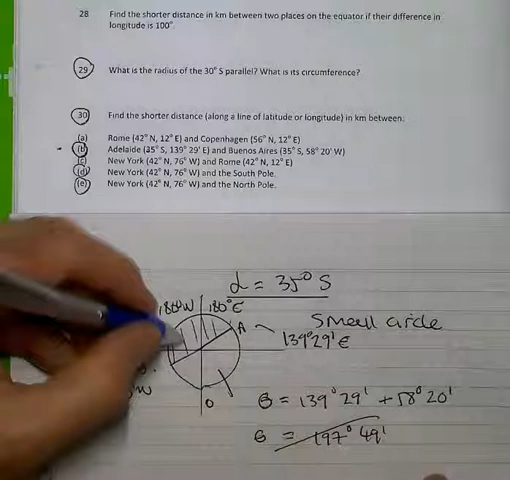 28 Find the shorter distance in km between two places on the equator if their difference in
longitude is 100°.
29 What is the radius of the 30° S parallel? What is its circumference?
30 Find the shorter distance (along a line of latitude or longitude) in km between:
(a) Rome (42° N, 12° E) and Copenhagen (56° N, 12° E)
(b) Adelaide (35° S, 139° 29' E) and Buenos Aires (35° S, 58° 20' W)
(c) New York (42° N, 76° W) and Rome (42° N, 12° E)
(d) New York (42° N, 76° W) and the South Pole.
(e) New York (42° N, 76° W) and the North Pole.
d = 35° S
180°W 180°E
Small circle
A
139°29'E
W
0
θ = 139° 29' + 58° 20'
θ = 197° 49'